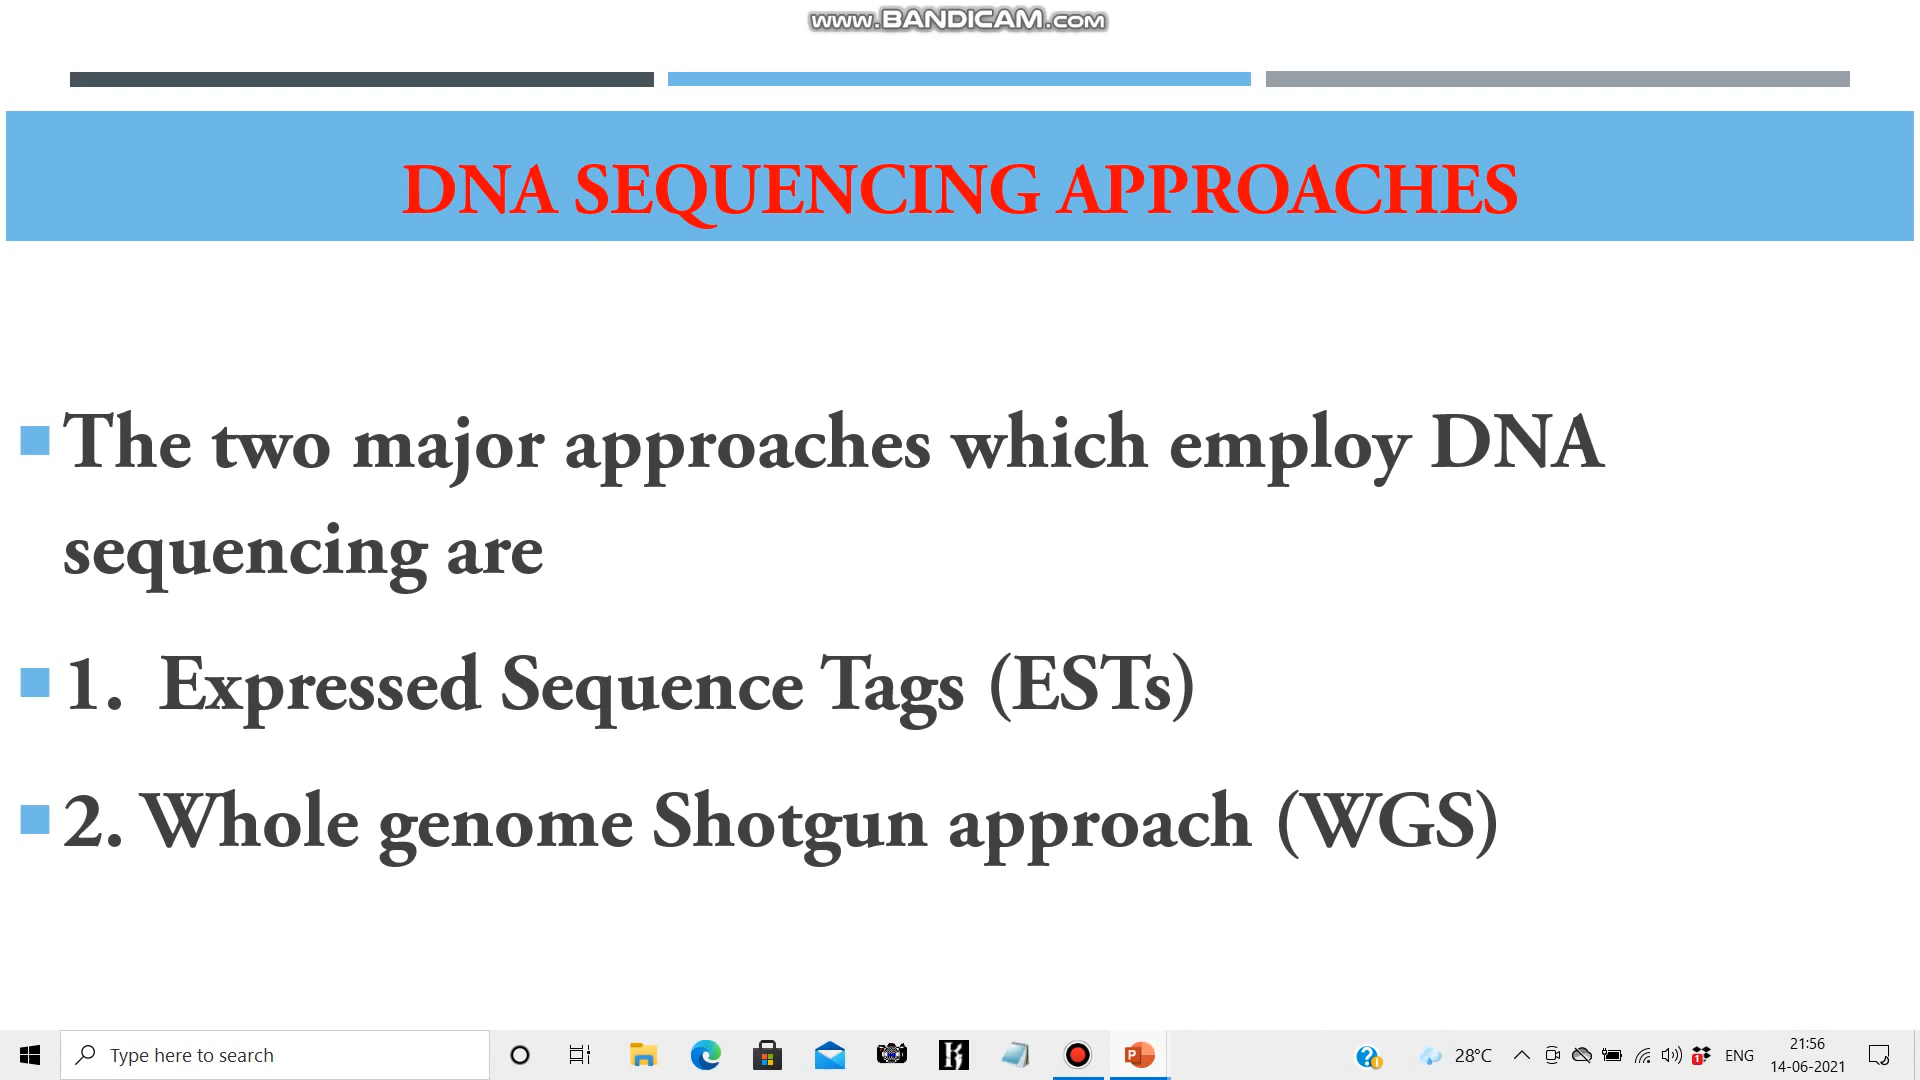 www.BANDICAM.com
DNA SEQUENCING APPROACHES
The two major approaches which employ DNA
sequencing are
1. Expressed Sequence Tags (ESTs)
2. Whole genome Shotgun approach (WGS)
Type here to search
28°C
ENG
21:56
14-06-2021